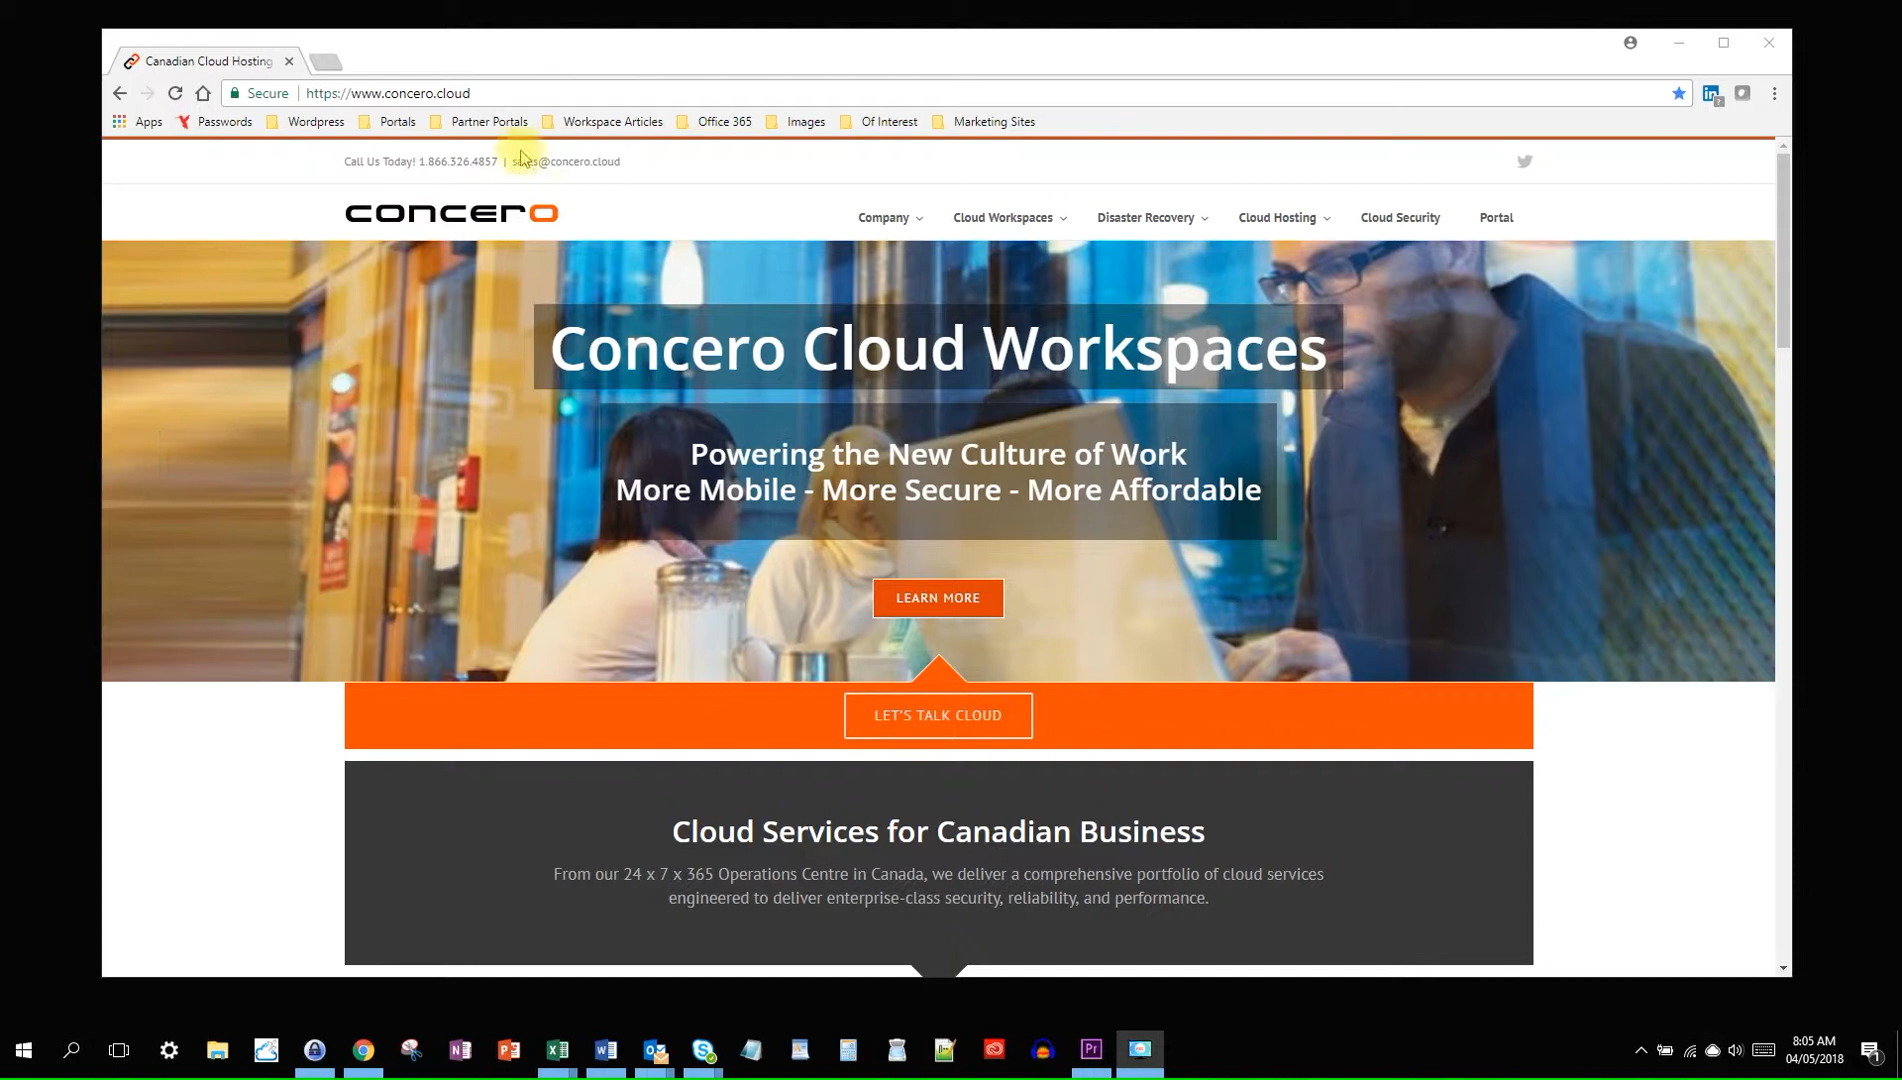 Canadian Cloud Hosting
Secure https://www.concero.cloud
Apps Passwords Wordpress Portals Partner Portals Workspace Articles Office 365 Images Of Interest Marketing Sites
Call Us Today! 1.866.326.4857 | sales@concero.cloud
concero
Company Cloud Workspaces Disaster Recovery Cloud Hosting Cloud Security Portal
Concero Cloud Workspaces
Powering the New Culture of Work
More Mobile - More Secure - More Affordable
LEARN MORE
LET'S TALK CLOUD
Cloud Services for Canadian Business
From our 24 x 7 x 365 Operations Centre in Canada, we deliver a comprehensive portfolio of cloud services
engineered to deliver enterprise-class security, reliability, and performance.
8:05 AM
04/05/2018